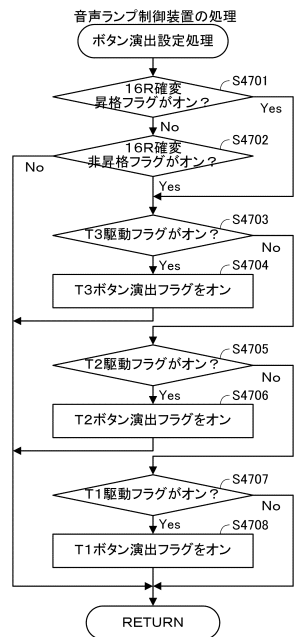 音声ランプ制御装置の処理
ボタン演出設定処理
S4701
16R確変
昇格フラグがオン？
Yes
No
S4702
16R確変
非昇格フラグがオン？
No
Yes
S4703
T3駆動フラグがオン？
No
Yes
S4704
T3ボタン演出フラグをオン
S4705
T2駆動フラグがオン？
No
Yes
S4706
T2ボタン演出フラグをオン
S4707
T1駆動フラグがオン？
No
Yes
S4708
T1ボタン演出フラグをオン
RETURN